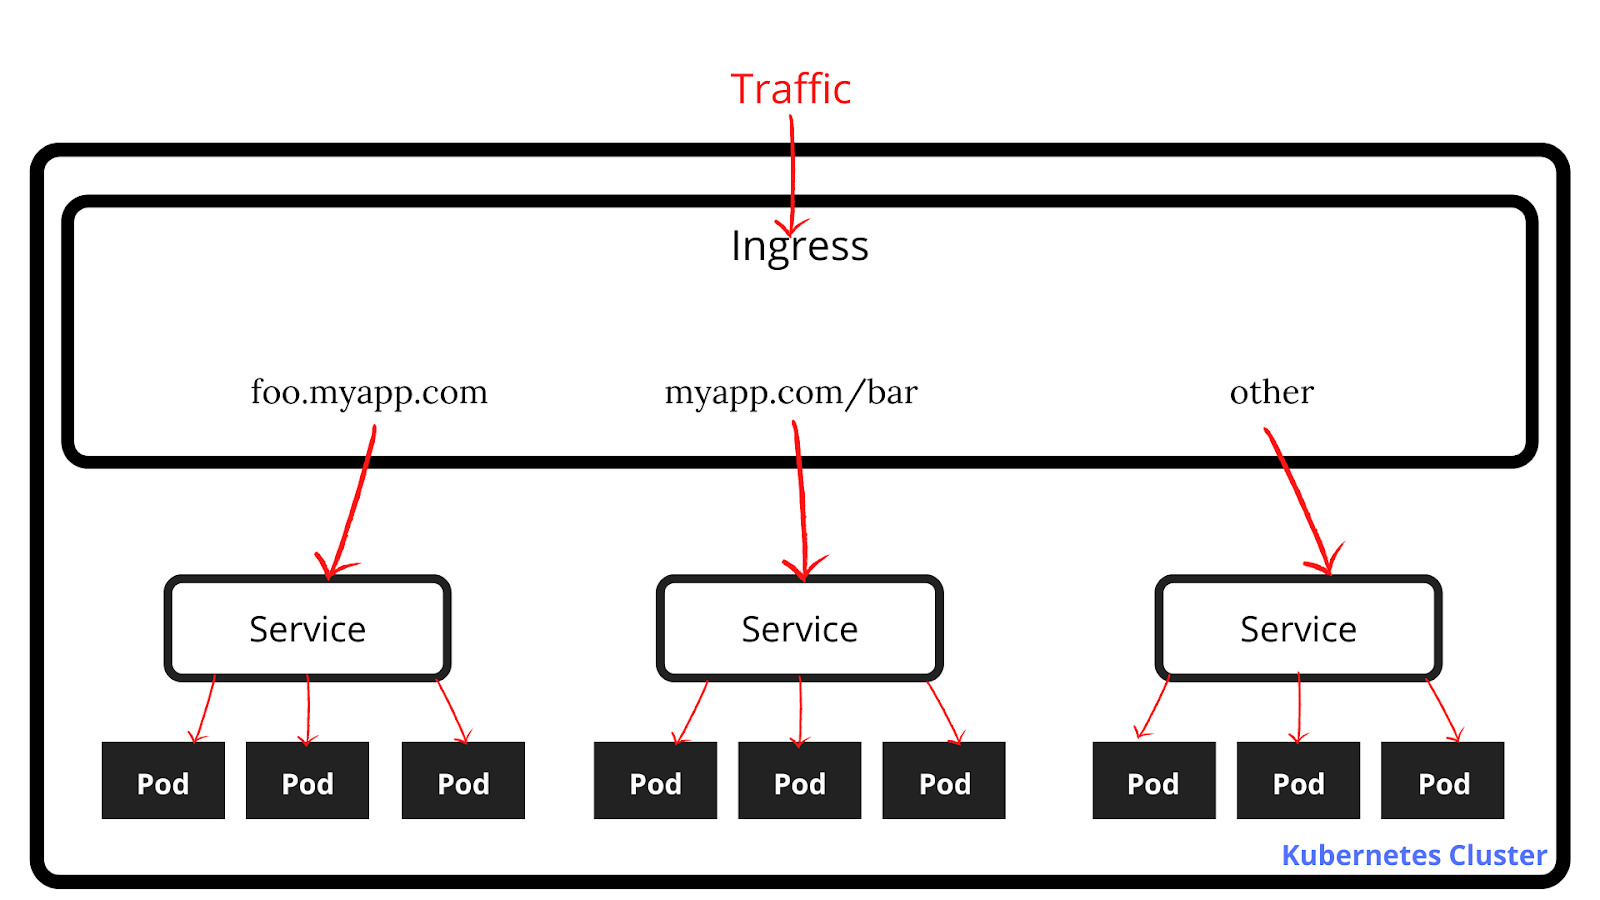 Traffic
Ingress
foo.myapp.com
myapp.com/bar
other
Service
Service
Service
Pod
Pod
Pod
Pod
Pod
Pod
Pod
Pod
Pod
Kubernetes Cluster